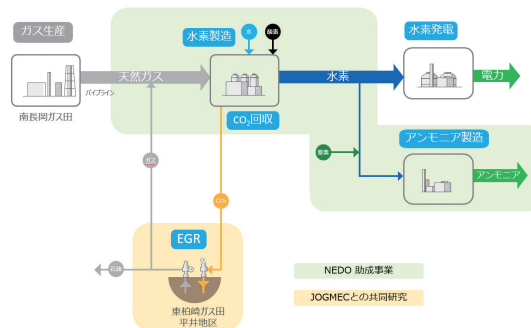 ガス生産
水素製造
水
酸素
水素発電
天然ガス
水素
電力
パイプライン
南長岡ガス田
CO2回収
アンモニア製造
窒素
ガス
アンモニア
CO2
EGR
石油
東柏崎ガス田
平井地区
NEDO 助成事業
JOGMECとの共同研究